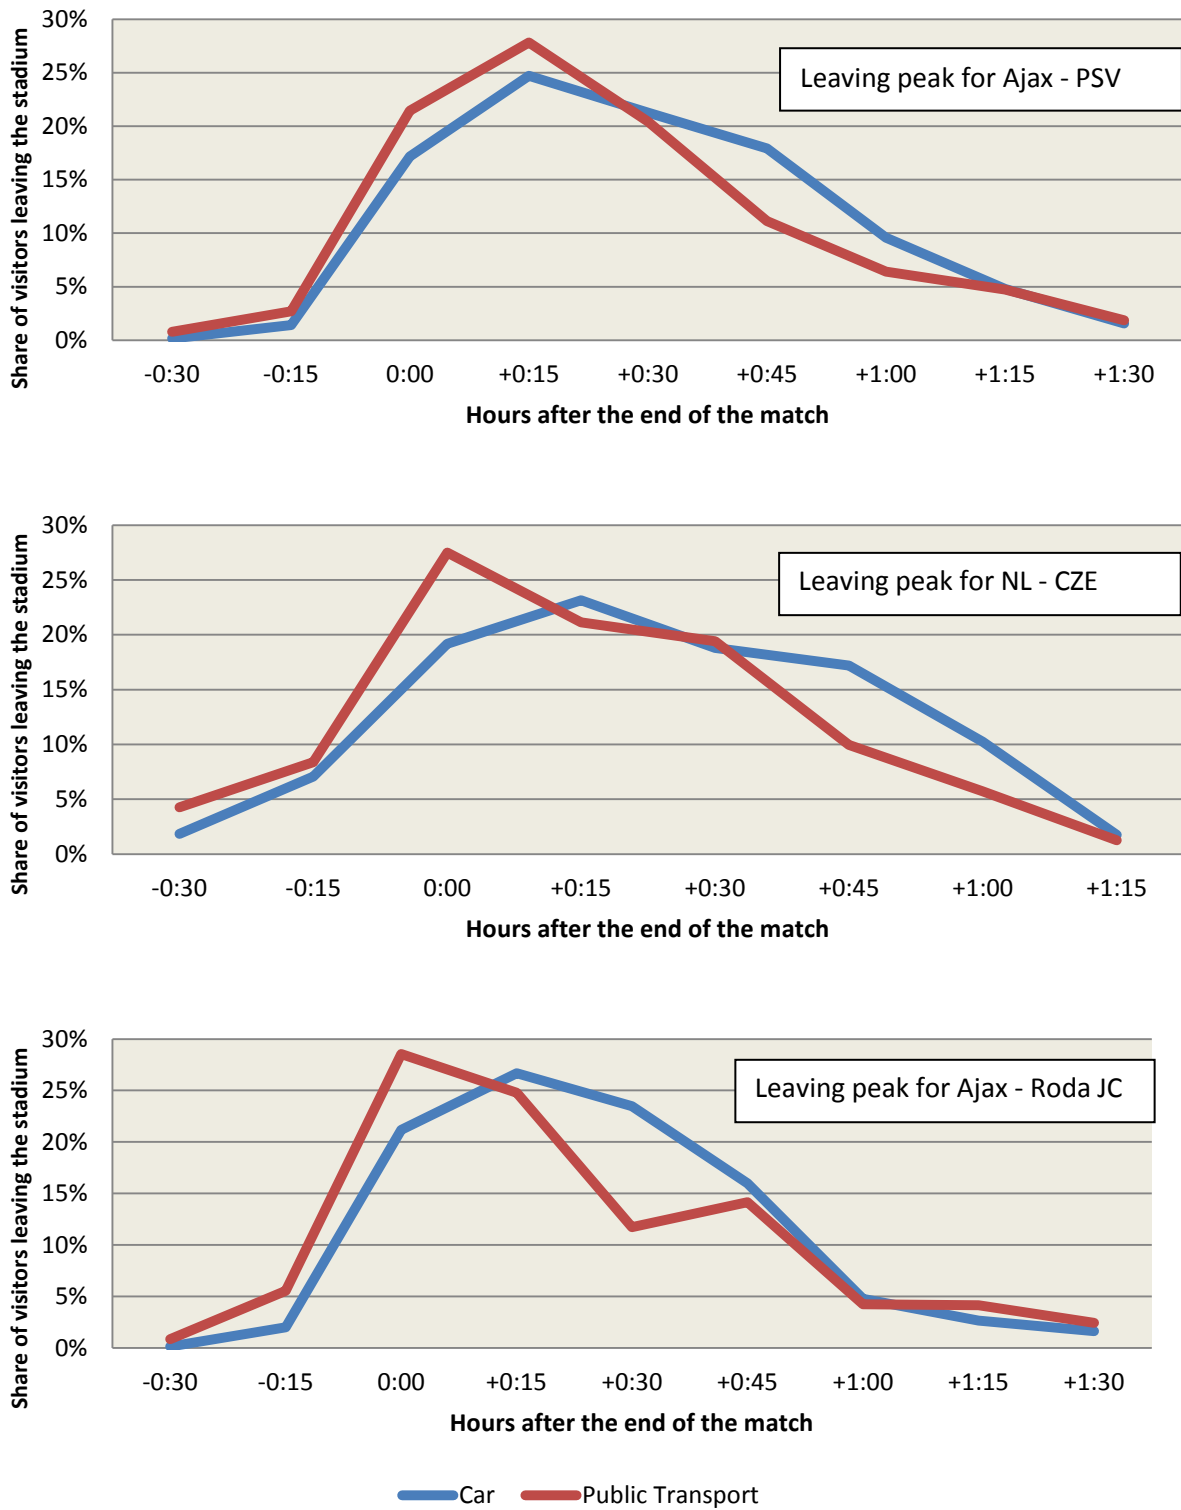 30%
25%
20%
15%
10%
5%
0%
Share of visitors leaving the stadium
Leaving peak for Ajax - PSV
-0:30 -0:15 0:00 +0:15 +0:30 +0:45 +1:00 +1:15 +1:30
Hours after the end of the match
30%
25%
20%
15%
10%
5%
0%
Share of visitors leaving the stadium
Leaving peak for NL - CZE
-0:30 -0:15 0:00 +0:15 +0:30 +0:45 +1:00 +1:15
Hours after the end of the match
30%
25%
20%
15%
10%
5%
0%
Share of visitors leaving the stadium
Leaving peak for Ajax - Roda JC
-0:30 -0:15 0:00 +0:15 +0:30 +0:45 +1:00 +1:15 +1:30
Hours after the end of the match
Car Public Transport